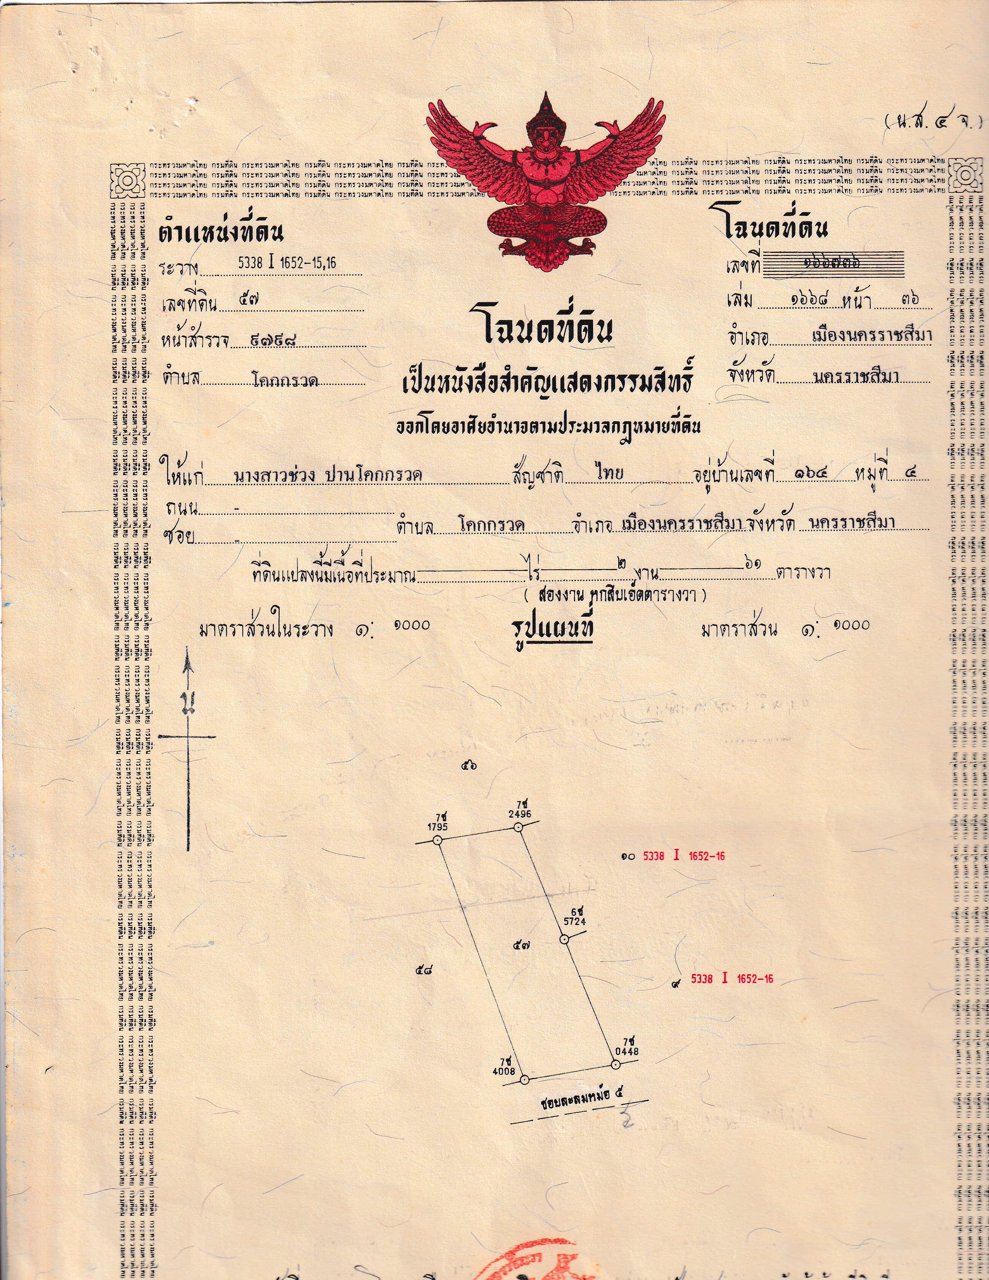 (น.ส. ๔ จ.)
ตำแหน่งที่ดิน
ระวาง 5338 I 1652-15,16
เลขที่ดิน ๕๗
หน้าสำรวจ ๕๗๕๘
ตำบล โคกกรวด
โฉนดที่ดิน
เลขที่ ๑๖๖๗๓๖
เล่ม ๑๖๖๘ หน้า ๓๖
อำเภอ เมืองนครราชสีมา
จังหวัด นครราชสีมา
โฉนดที่ดิน
เป็นหนังสือสำคัญแสดงกรรมสิทธิ์
ออกโดยอาศัยอำนาจตามประมวลกฎหมายที่ดิน
ให้แก่ นางสาวช่วง ปานโคกกรวด สัญชาติ ไทย อยู่บ้านเลขที่ ๑๖๔ หมู่ที่ ๔
ถนน -
ซอย - ตำบล โคกกรวด อำเภอ เมืองนครราชสีมา จังหวัด นครราชสีมา
ที่ดินแปลงนี้มีเนื้อที่ประมาณ ไร่ ๒ งาน ๖๑ ตารางวา
( สองงาน หกสิบเอ็ดตารางวา )
มาตราส่วนในระวาง ๑: ๑๐๐๐ รูปแผนที่ มาตราส่วน ๑: ๑๐๐๐
น
๕๖
7ช 1795
7ช 2496
๑๐ 5338 I 1652-16
6ช 5724
๕๗
๕๘
๙ 5338 I 1652-16
7ช 4008
7ช 0448
ซอยละลมหม้อ ๕